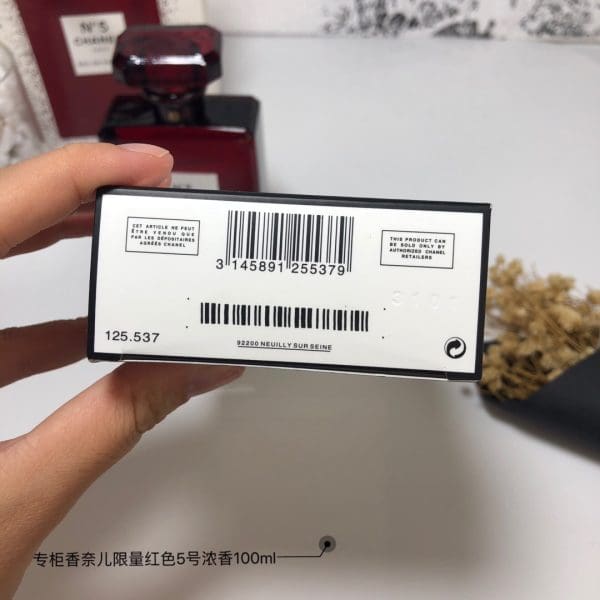 N°5
CHANEL
CET ARTICLE NE PEUT
ÊTRE VENDU QUE
PAR LES DÉPOSITAIRES
AGRÉÉS CHANEL
3 145891 255379
THIS PRODUCT CAN
BE SOLD ONLY BY
AUTHORIZED CHANEL
RETAILERS
3101
125.537
92200 NEUILLY SUR SEINE
专柜香奈儿限量红色5号浓香100ml